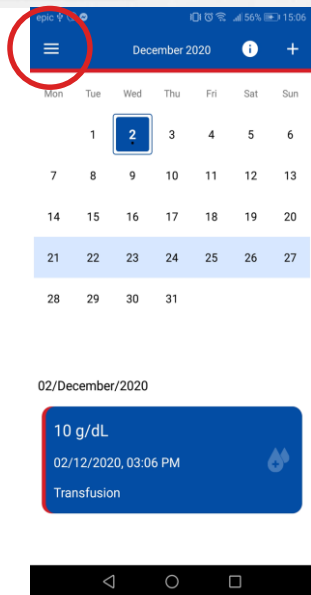 epic 56% 15:06
December 2020 i +
Mon Tue Wed Thu Fri Sat Sun
1 2 3 4 5 6
7 8 9 10 11 12 13
14 15 16 17 18 19 20
21 22 23 24 25 26 27
28 29 30 31
02/December/2020
10 g/dL
02/12/2020, 03:06 PM
Transfusion